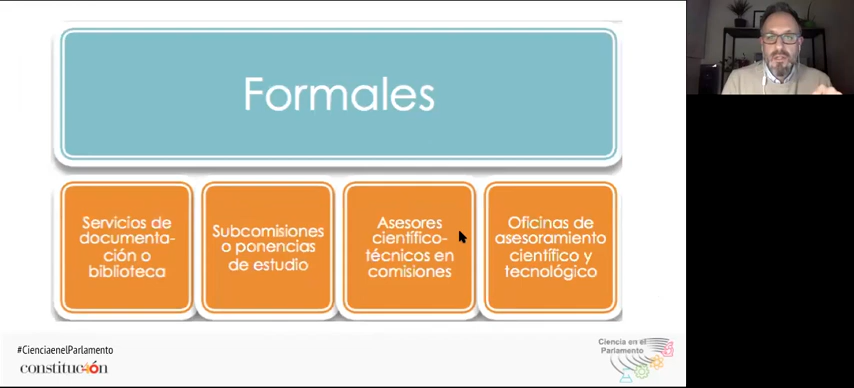 Formales
Servicios de
documenta-
ción o
biblioteca
Subcomisiones
o ponencias
de estudio
Asesores
científico-
técnicos en
comisiones
Oficinas de
asesoramiento
científico y
tecnológico
#CienciaenelParlamento
constitución
Ciencia en el
Parlamento